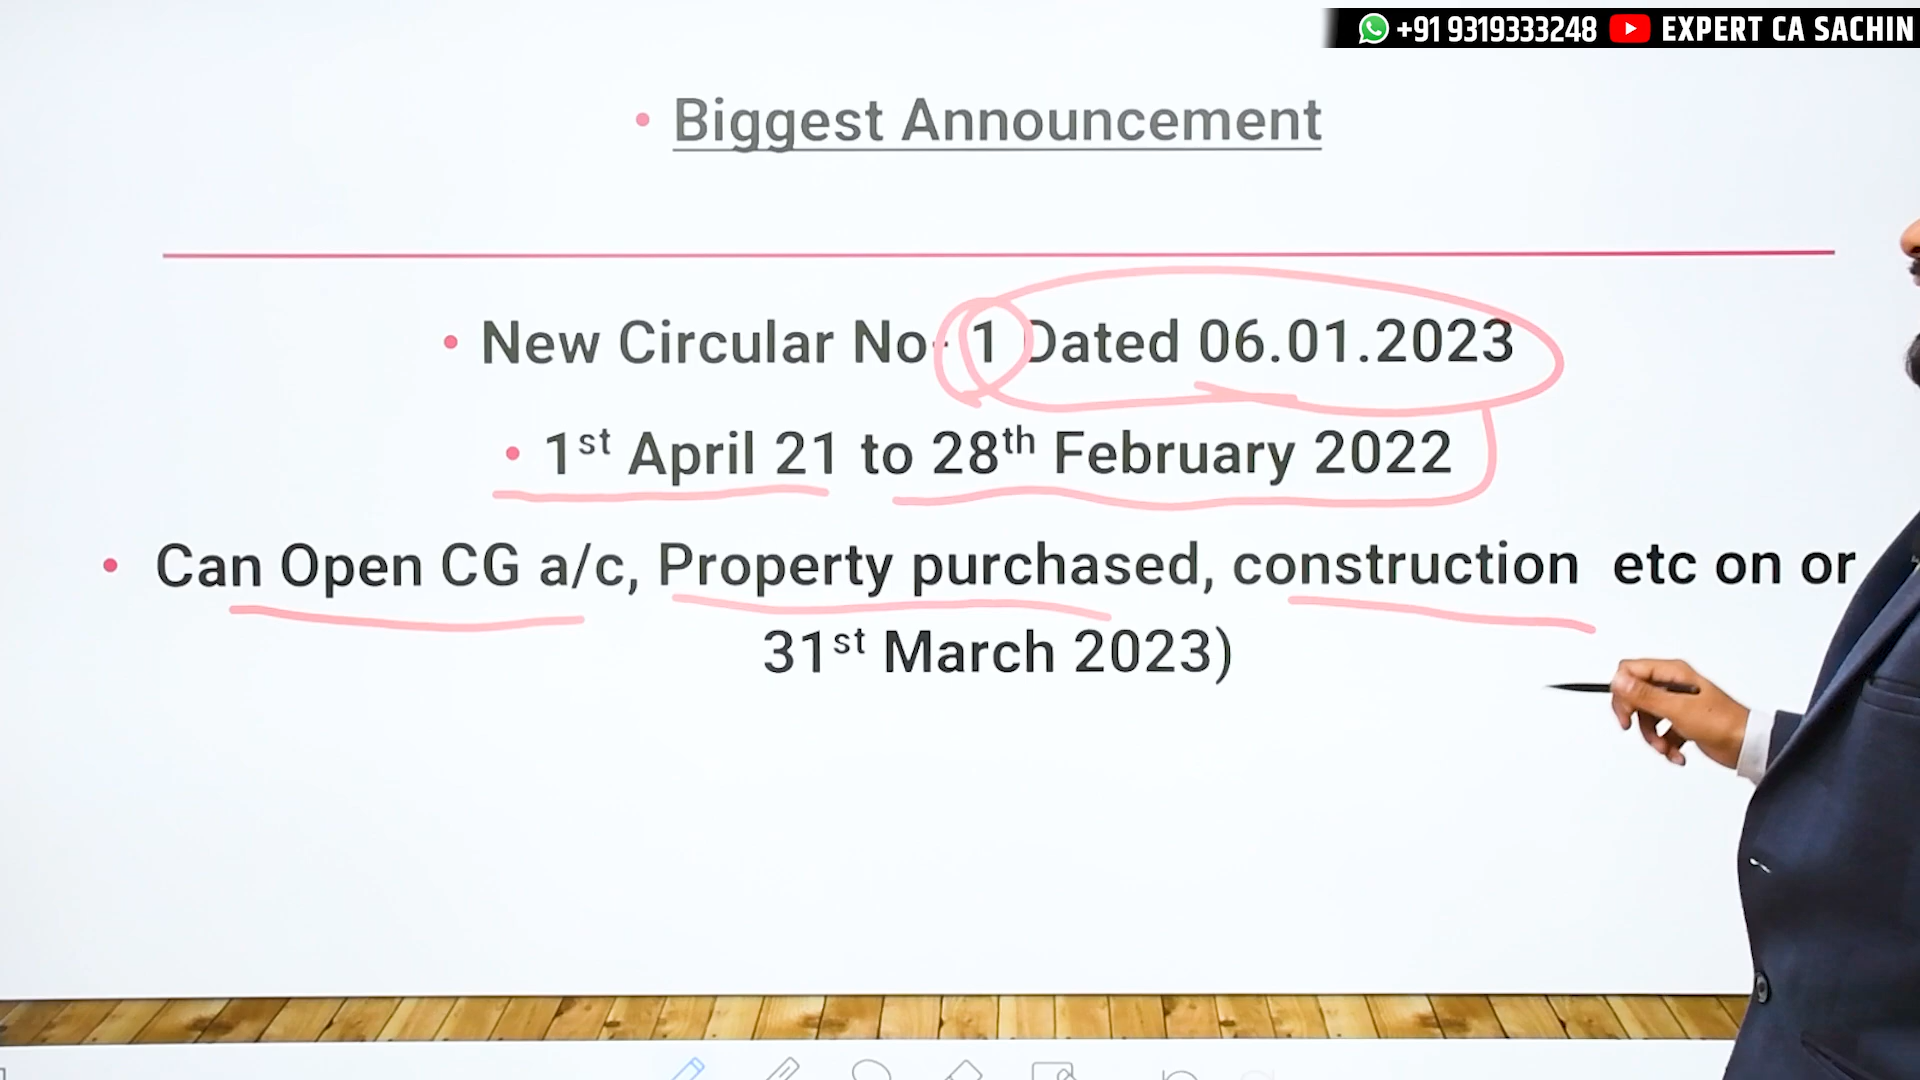 +91 9319333248 EXPERT CA SACHIN
• Biggest Announcement
• New Circular No- 1 Dated 06.01.2023
• 1st April 21 to 28th February 2022
• Can Open CG a/c, Property purchased, construction etc on or
31st March 2023)